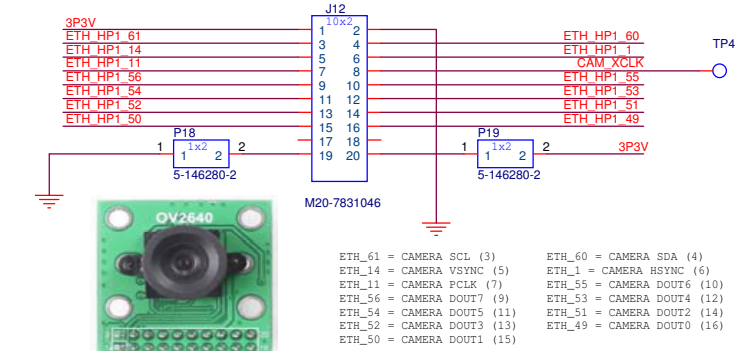 J12
10x2
3P3V 1 2
ETH_HP1_61 3 4 ETH_HP1_60
ETH_HP1_14 5 6 ETH_HP1_1
ETH_HP1_11 7 8 CAM_XCLK TP4
ETH_HP1_56 9 10 ETH_HP1_55
ETH_HP1_54 11 12 ETH_HP1_53
ETH_HP1_52 13 14 ETH_HP1_51
ETH_HP1_50 15 16 ETH_HP1_49
17 18
P18 P19
1x2 1x2
1 1 2 2 19 20 1 1 2 2 3P3V
5-146280-2 5-146280-2
M20-7831046
OV2640
ETH_61 = CAMERA SCL (3) ETH_60 = CAMERA SDA (4)
ETH_14 = CAMERA VSYNC (5) ETH_1 = CAMERA HSYNC (6)
ETH_11 = CAMERA PCLK (7) ETH_55 = CAMERA DOUT6 (10)
ETH_56 = CAMERA DOUT7 (9) ETH_53 = CAMERA DOUT4 (12)
ETH_54 = CAMERA DOUT5 (11) ETH_51 = CAMERA DOUT2 (14)
ETH_52 = CAMERA DOUT3 (13) ETH_49 = CAMERA DOUT0 (16)
ETH_50 = CAMERA DOUT1 (15)